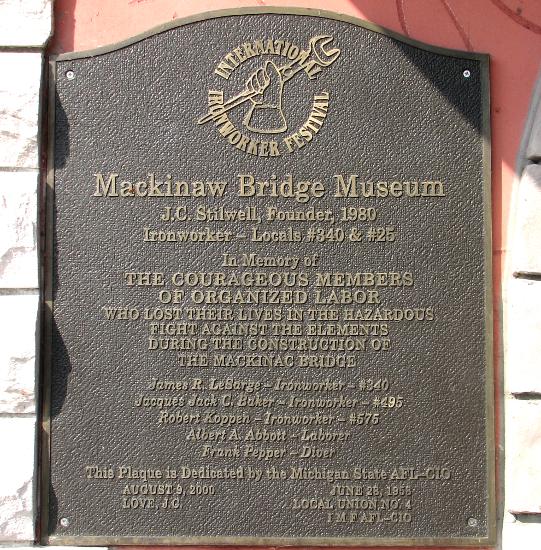 INTERNATIONAL
IRONWORKER FESTIVAL
Mackinaw Bridge Museum
J.C. Stilwell, Founder, 1980
Ironworker – Locals #340 & #25
In Memory of
THE COURAGEOUS MEMBERS
OF ORGANIZED LABOR
WHO LOST THEIR LIVES IN THE HAZARDOUS
FIGHT AGAINST THE ELEMENTS
DURING THE CONSTRUCTION OF
THE MACKINAC BRIDGE
James R. LeSarge – Ironworker – #340
Jacques Jack C. Baker – Ironworker – #495
Robert Koppen – Ironworker – #575
Albert A. Abbott – Laborer
Frank Pepper – Diver
This Plaque is Dedicated by the Michigan State AFL–CIO
AUGUST 9, 2000 JUNE 28, 1958
LOVE, J.C. LOCAL UNION, NO. 4
I M F AFL–CIO